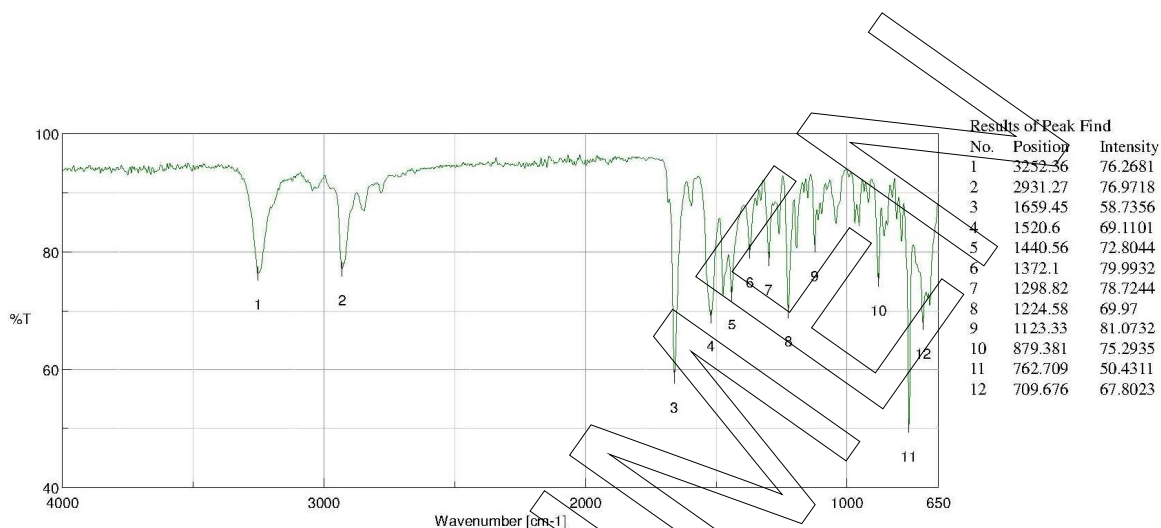 Results of Peak Find
No. Position Intensity
1 3252.36 76.2681
2 2931.27 76.9718
3 1659.45 58.7356
4 1520.6 69.1101
5 1440.56 72.8044
6 1372.1 79.9932
7 1298.82 78.7244
8 1224.58 69.97
9 1123.33 81.0732
10 879.381 75.2935
11 762.709 50.4311
12 709.676 67.8023
100
80
%T
60
40
1
2
3
4
5
6
7
8
9
10
11
12
4000
3000
2000
1000
650
Wavenumber [cm-1]